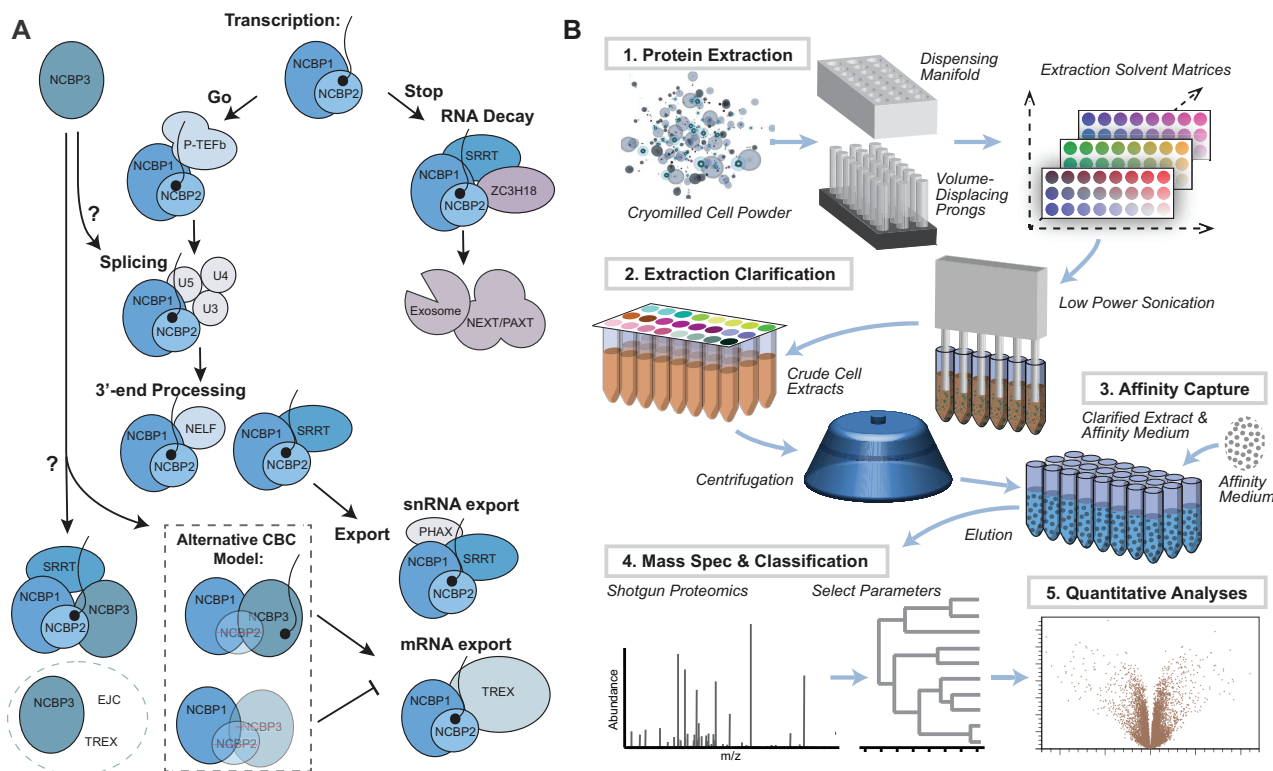 A
Transcription:
NCBP3
NCBP1
NCBP2
Go
Stop
P-TEFb
NCBP1
NCBP2
RNA Decay
SRRT
NCBP1
ZC3H18
NCBP2
?
Splicing
U5
U4
NCBP1
U3
NCBP2
Exosome
NEXT/PAXT
3'-end Processing
NCBP1
NELF
NCBP2
NCBP1
SRRT
NCBP2
?
Export
snRNA export
PHAX
NCBP1
SRRT
NCBP2
SRRT
NCBP1
NCBP3
NCBP2
Alternative CBC
Model:
NCBP1
NCBP3
NCBP2
mRNA export
NCBP1
TREX
NCBP2
NCBP3
EJC
TREX
NCBP1
NCBP3
NCBP2
B
1. Protein Extraction
Cryomilled Cell Powder
Dispensing
Manifold
Volume-
Displacing
Prongs
Extraction Solvent Matrices
2. Extraction Clarification
Low Power Sonication
Crude Cell
Extracts
Centrifugation
3. Affinity Capture
Clarified Extract &
Affinity Medium
Affinity
Medium
Elution
4. Mass Spec & Classification
Shotgun Proteomics
Select Parameters
Abundance
m/z
5. Quantitative Analyses